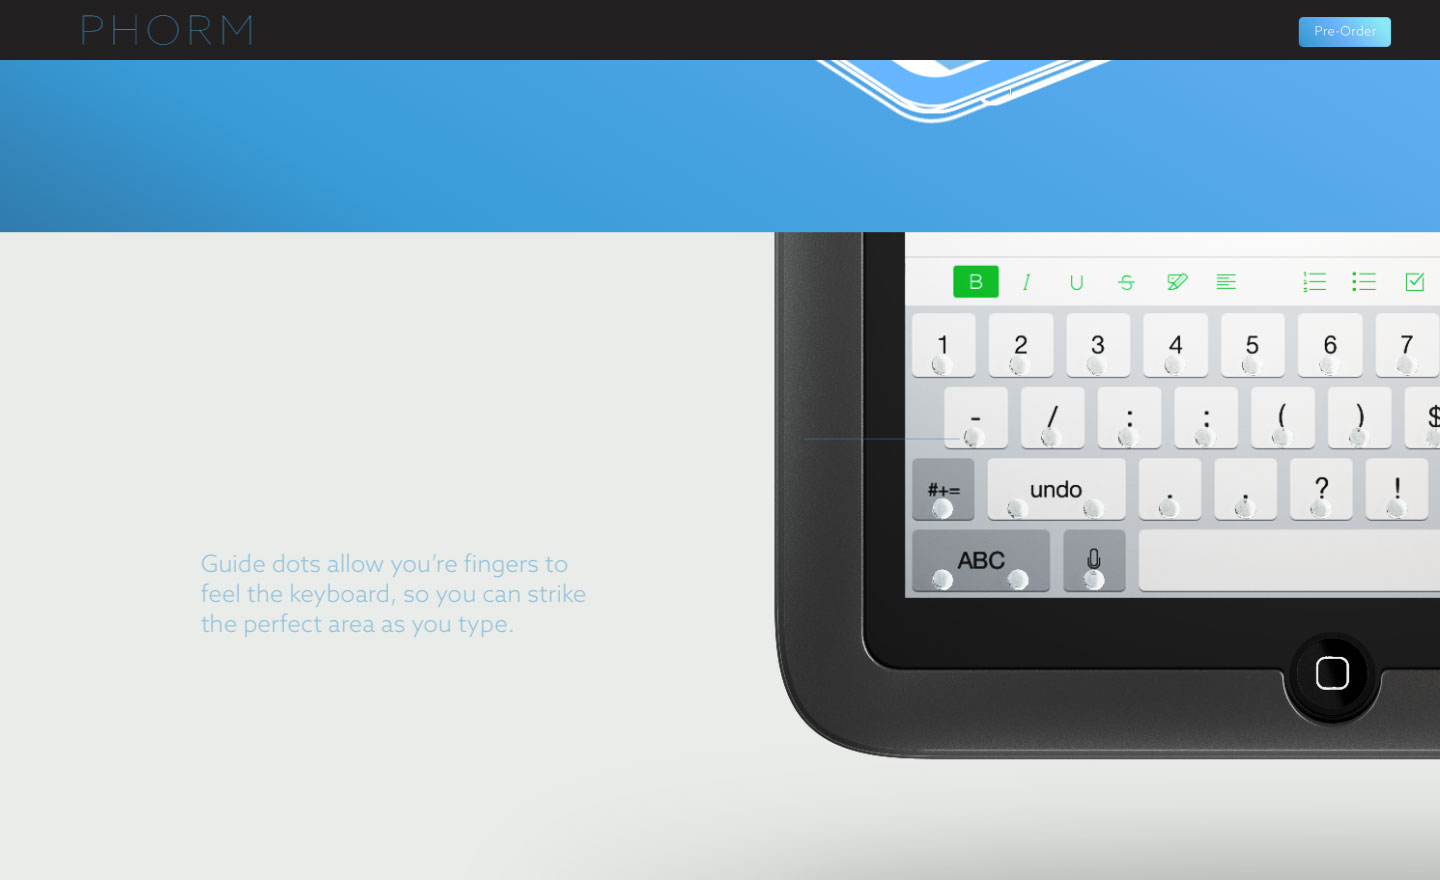 PHORM
Pre-Order
B I U S
1 2 3 4 5 6 7
- / : : ( ) $
#+= undo . . ? !
ABC
Guide dots allow you’re fingers to
feel the keyboard, so you can strike
the perfect area as you type.